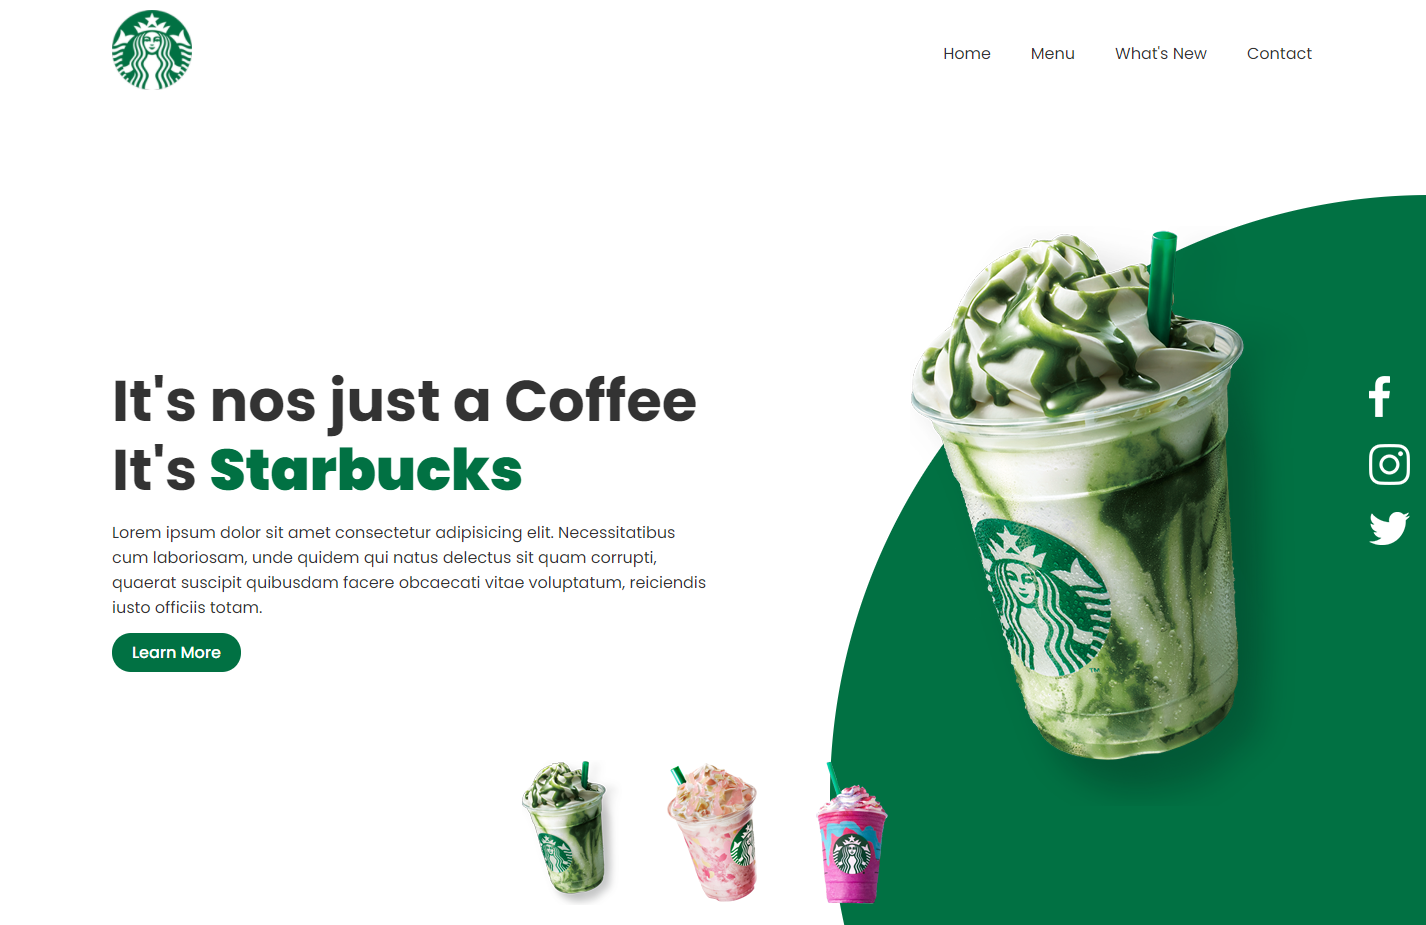 Home Menu What's New Contact
It's nos just a Coffee
It's Starbucks
Lorem ipsum dolor sit amet consectetur adipisicing elit. Necessitatibus
cum laboriosam, unde quidem qui natus delectus sit quam corrupti,
quaerat suscipit quibusdam facere obcaecati vitae voluptatum, reiciendis
iusto officiis totam.
Learn More
TM